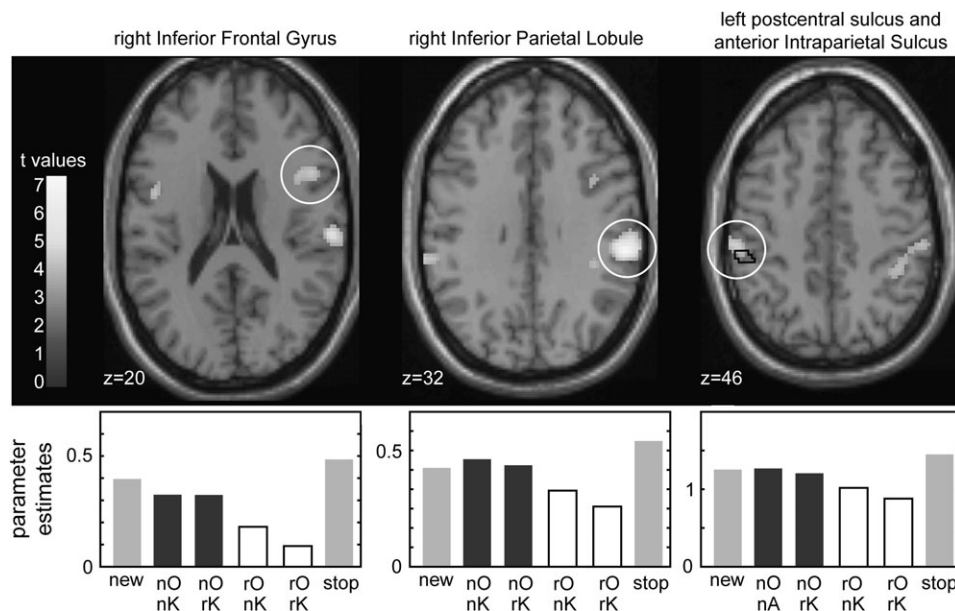 right Inferior Frontal Gyrus
right Inferior Parietal Lobule
left postcentral sulcus and
anterior Intraparietal Sulcus
t values
7
6
5
4
3
2
1
0
z=20
z=32
z=46
parameter
estimates
0.5
0
new
nO
nK
nO
rK
rO
nK
rO
rK
stop
0.5
0
new
nO
nK
nO
rK
rO
nK
rO
rK
stop
1
0
new
nO
nA
nO
rK
rO
nK
rO
rK
stop